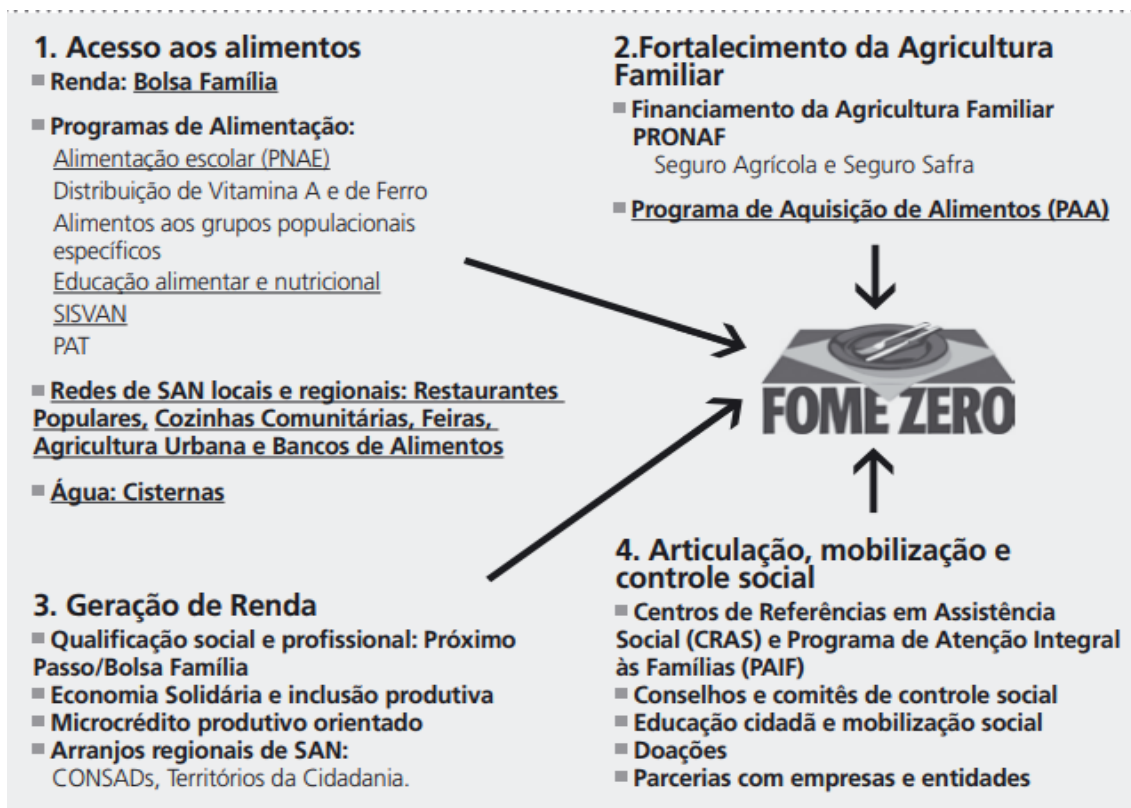 1. Acesso aos alimentos
Renda: Bolsa Família
Programas de Alimentação:
Alimentação escolar (PNAE)
Distribuição de Vitamina A e de Ferro
Alimentos aos grupos populacionais
específicos
Educação alimentar e nutricional
SISVAN
PAT
Redes de SAN locais e regionais: Restaurantes
Populares, Cozinhas Comunitárias, Feiras,
Agricultura Urbana e Bancos de Alimentos
Água: Cisternas
2.Fortalecimento da Agricultura
Familiar
Financiamento da Agricultura Familiar
PRONAF
Seguro Agrícola e Seguro Safra
Programa de Aquisição de Alimentos (PAA)
FOME ZERO
3. Geração de Renda
Qualificação social e profissional: Próximo
Passo/Bolsa Família
Economia Solidária e inclusão produtiva
Microcrédito produtivo orientado
Arranjos regionais de SAN:
CONSADs, Territórios da Cidadania.
4. Articulação, mobilização e
controle social
Centros de Referências em Assistência
Social (CRAS) e Programa de Atenção Integral
às Famílias (PAIF)
Conselhos e comitês de controle social
Educação cidadã e mobilização social
Doações
Parcerias com empresas e entidades